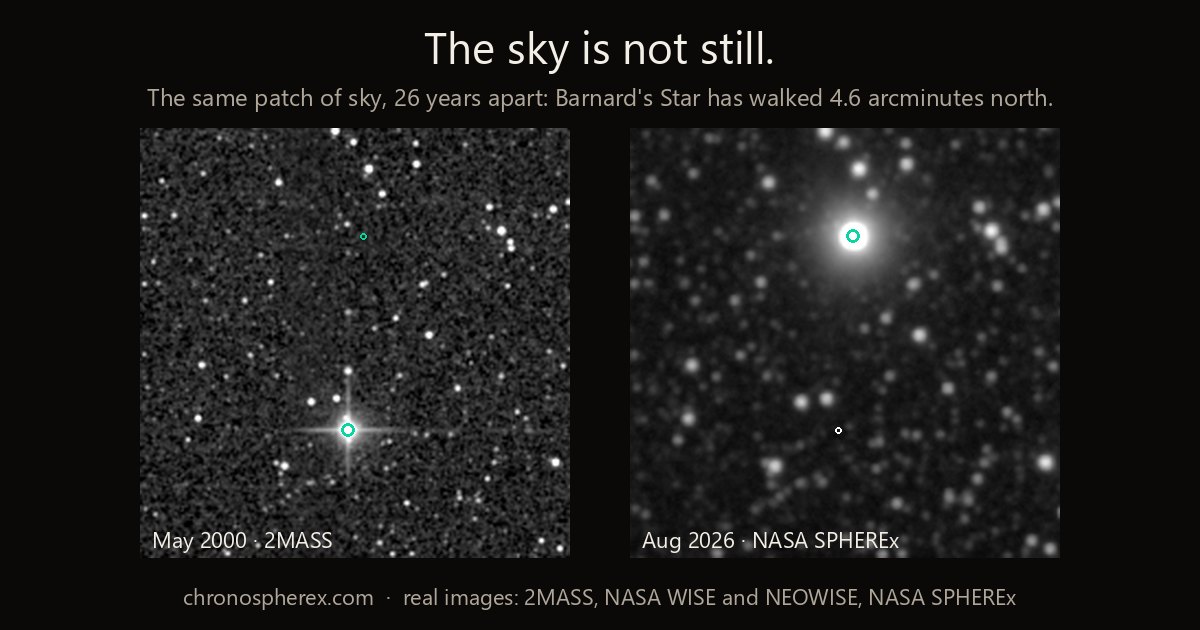 The sky is not still.
The same patch of sky, 26 years apart: Barnard's Star has walked 4.6 arcminutes north.
May 2000 · 2MASS
Aug 2026 · NASA SPHEREx
chronospherex.com · real images: 2MASS, NASA WISE and NEOWISE, NASA SPHEREx